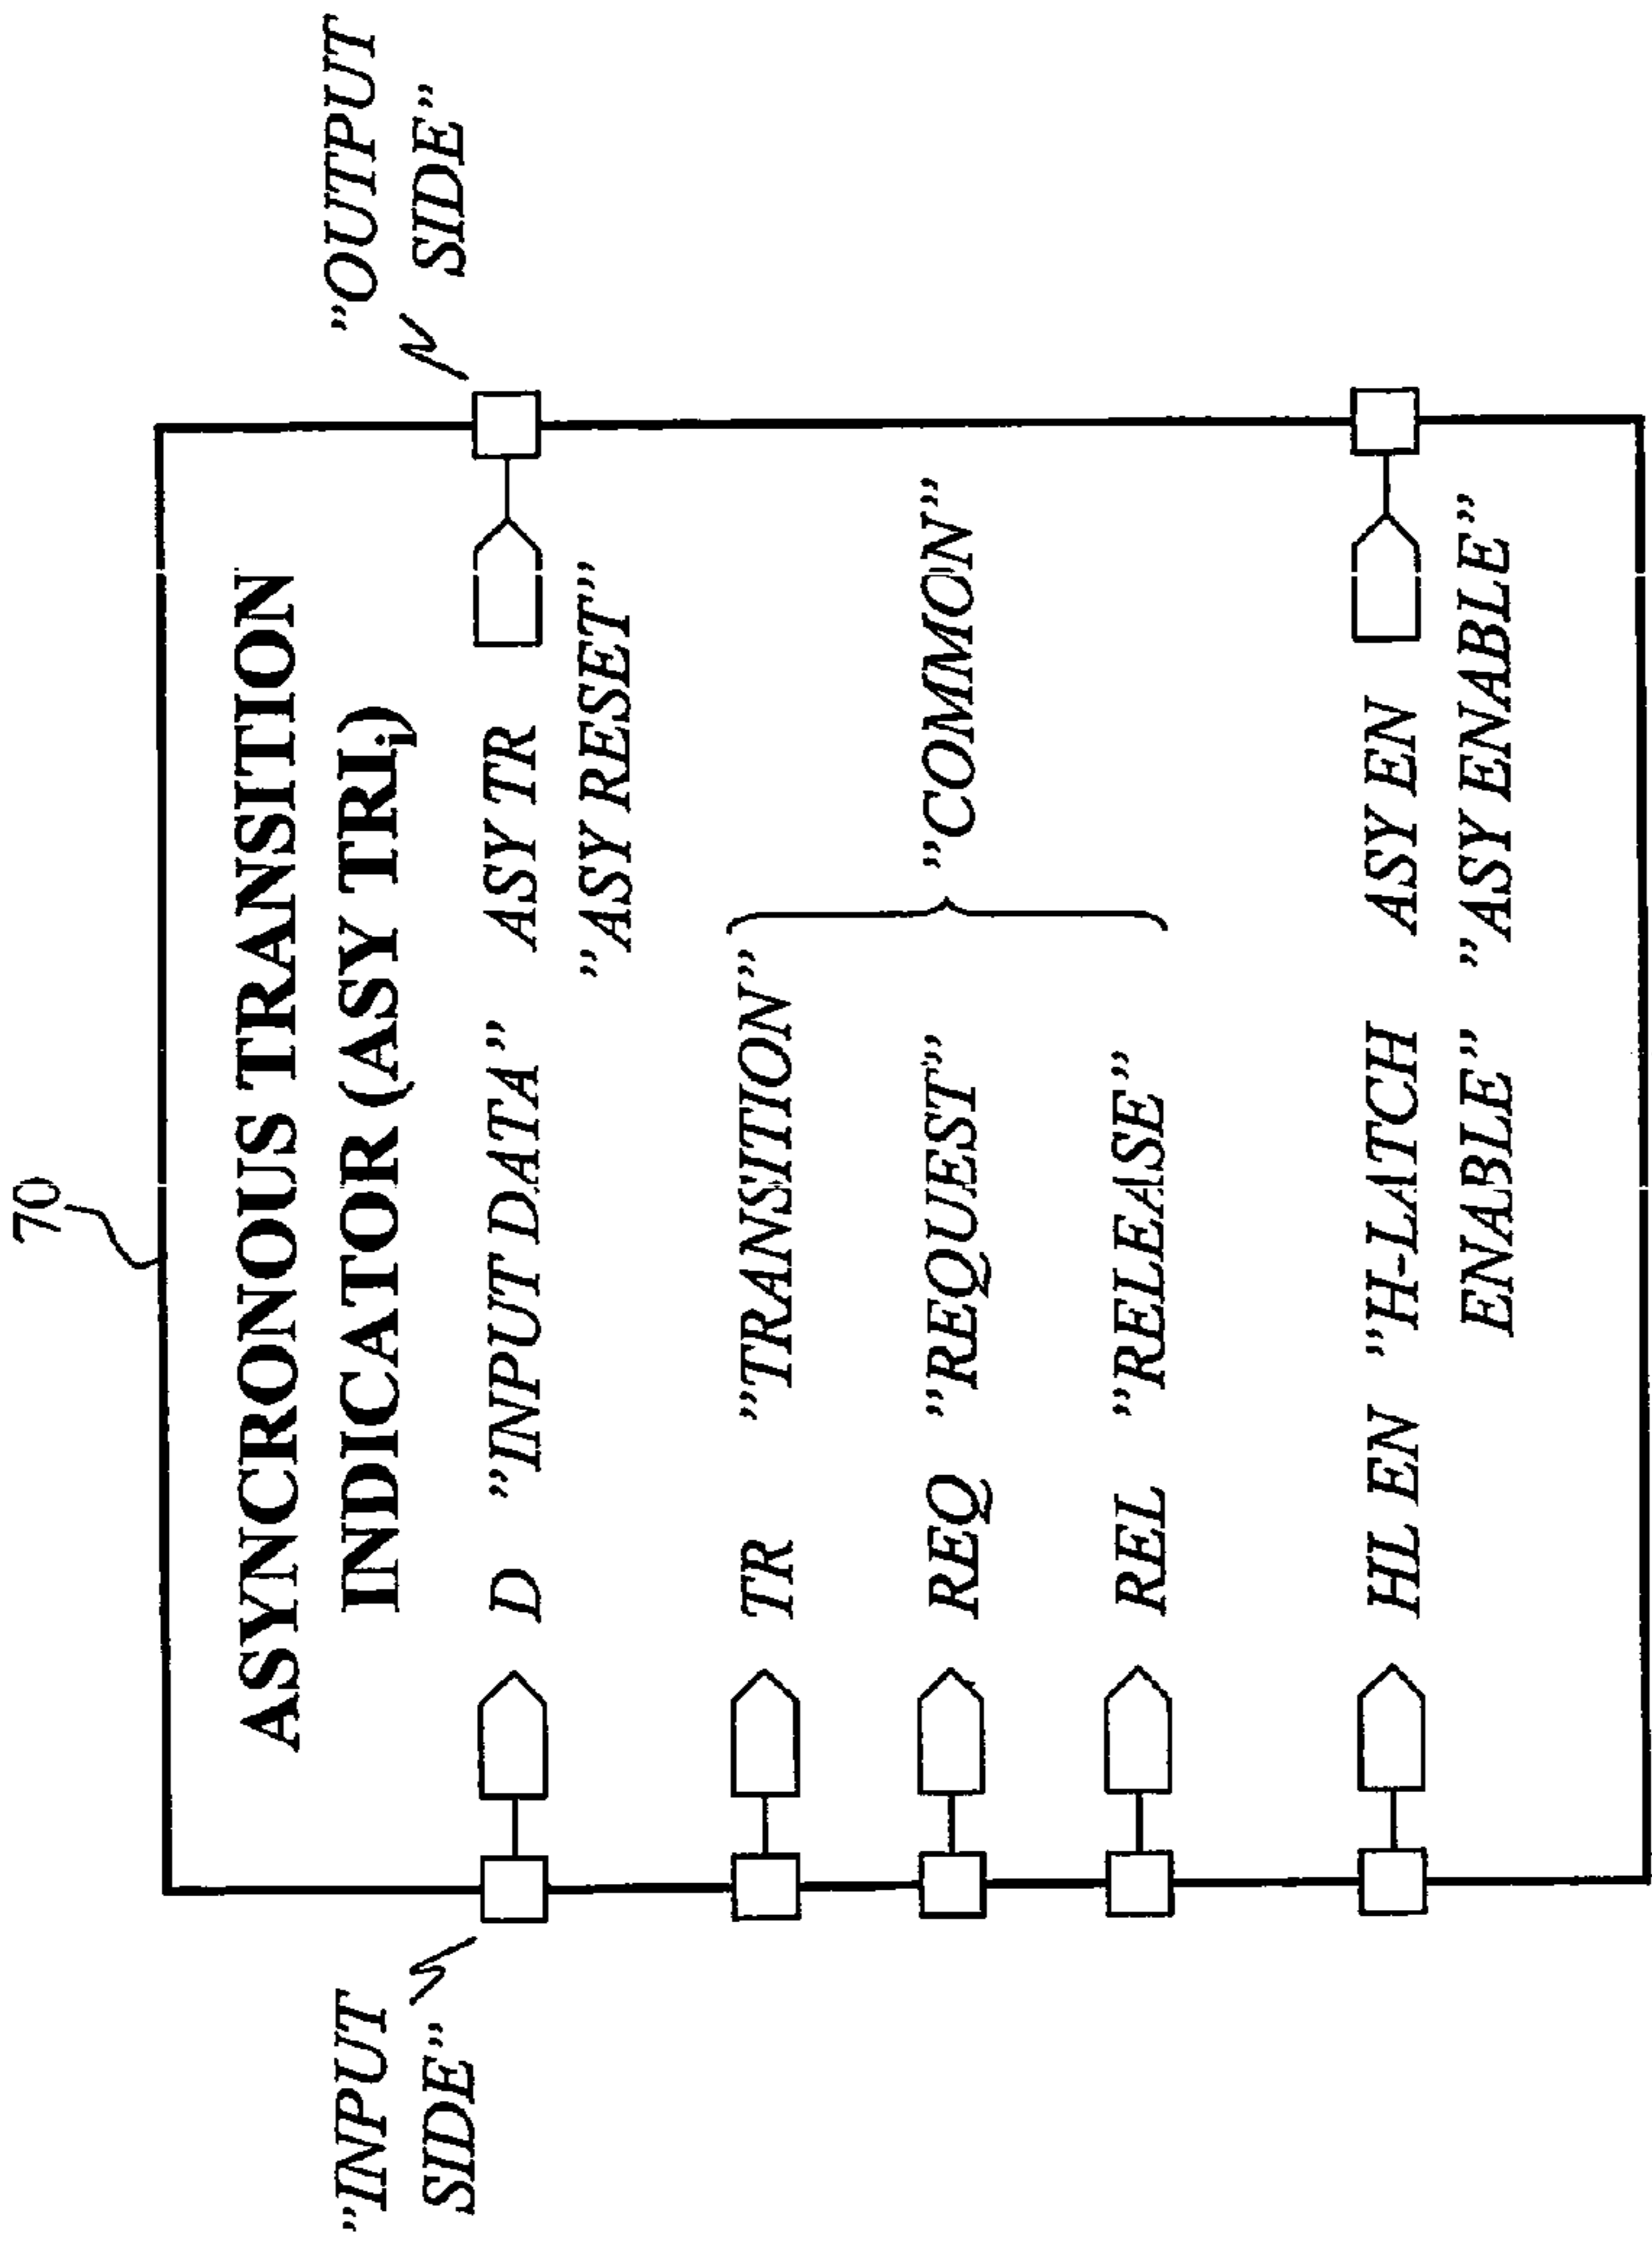 70
ASYNCRONOUS TRANSITION
INDICATOR (ASY TRIi)
"INPUT
SIDE"
"OUTPUT
SIDE"
D "INPUT DATA" ASY TR
"ASY RESET"
TR "TRANSITION"
REQ "REQUEST" "COMMON"
REL "RELEASE"
HL EN "H-LATCH ASY EN
ENABLE" "ASY ENABLE"